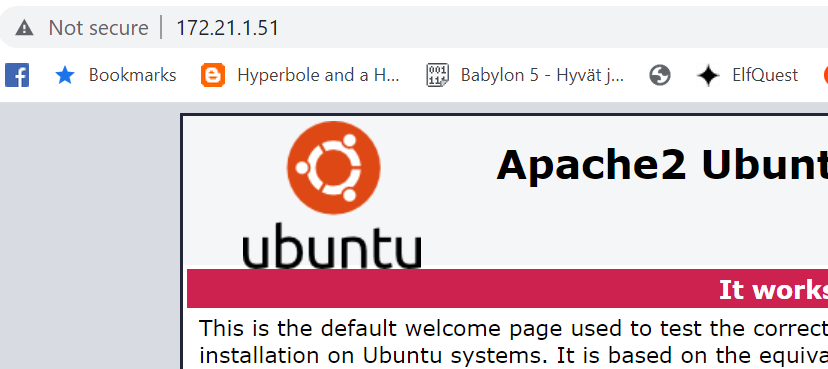 Not secure | 172.21.1.51
Bookmarks Hyperbole and a H... Babylon 5 - Hyvät j... ElfQuest
Apache2 Ubunt
ubuntu
It works
This is the default welcome page used to test the correct
installation on Ubuntu systems. It is based on the equiva